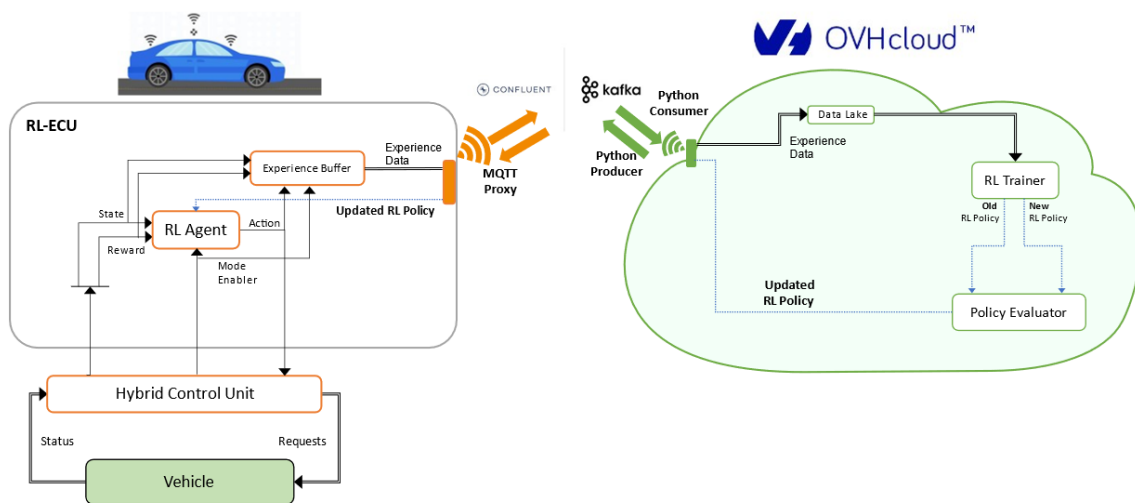 OVHcloud™
CONFLUENT
kafka
Python
Consumer
RL-ECU
Data Lake
Experience
Data
Experience
Data
Experience Buffer
Python
Producer
MQTT
Proxy
RL Trainer
Old
RL Policy
New
RL Policy
State
Updated RL Policy
Action
RL Agent
Reward
Mode
Enabler
Updated
RL Policy
Policy Evaluator
Hybrid Control Unit
Status
Requests
Vehicle